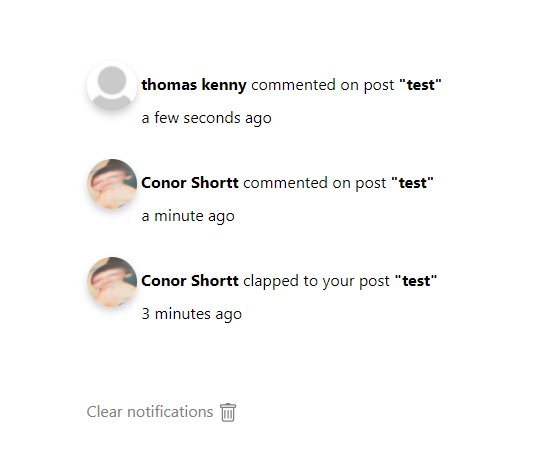 thomas kenny commented on post "test"
a few seconds ago
Conor Shortt commented on post "test"
a minute ago
Conor Shortt clapped to your post "test"
3 minutes ago
Clear notifications